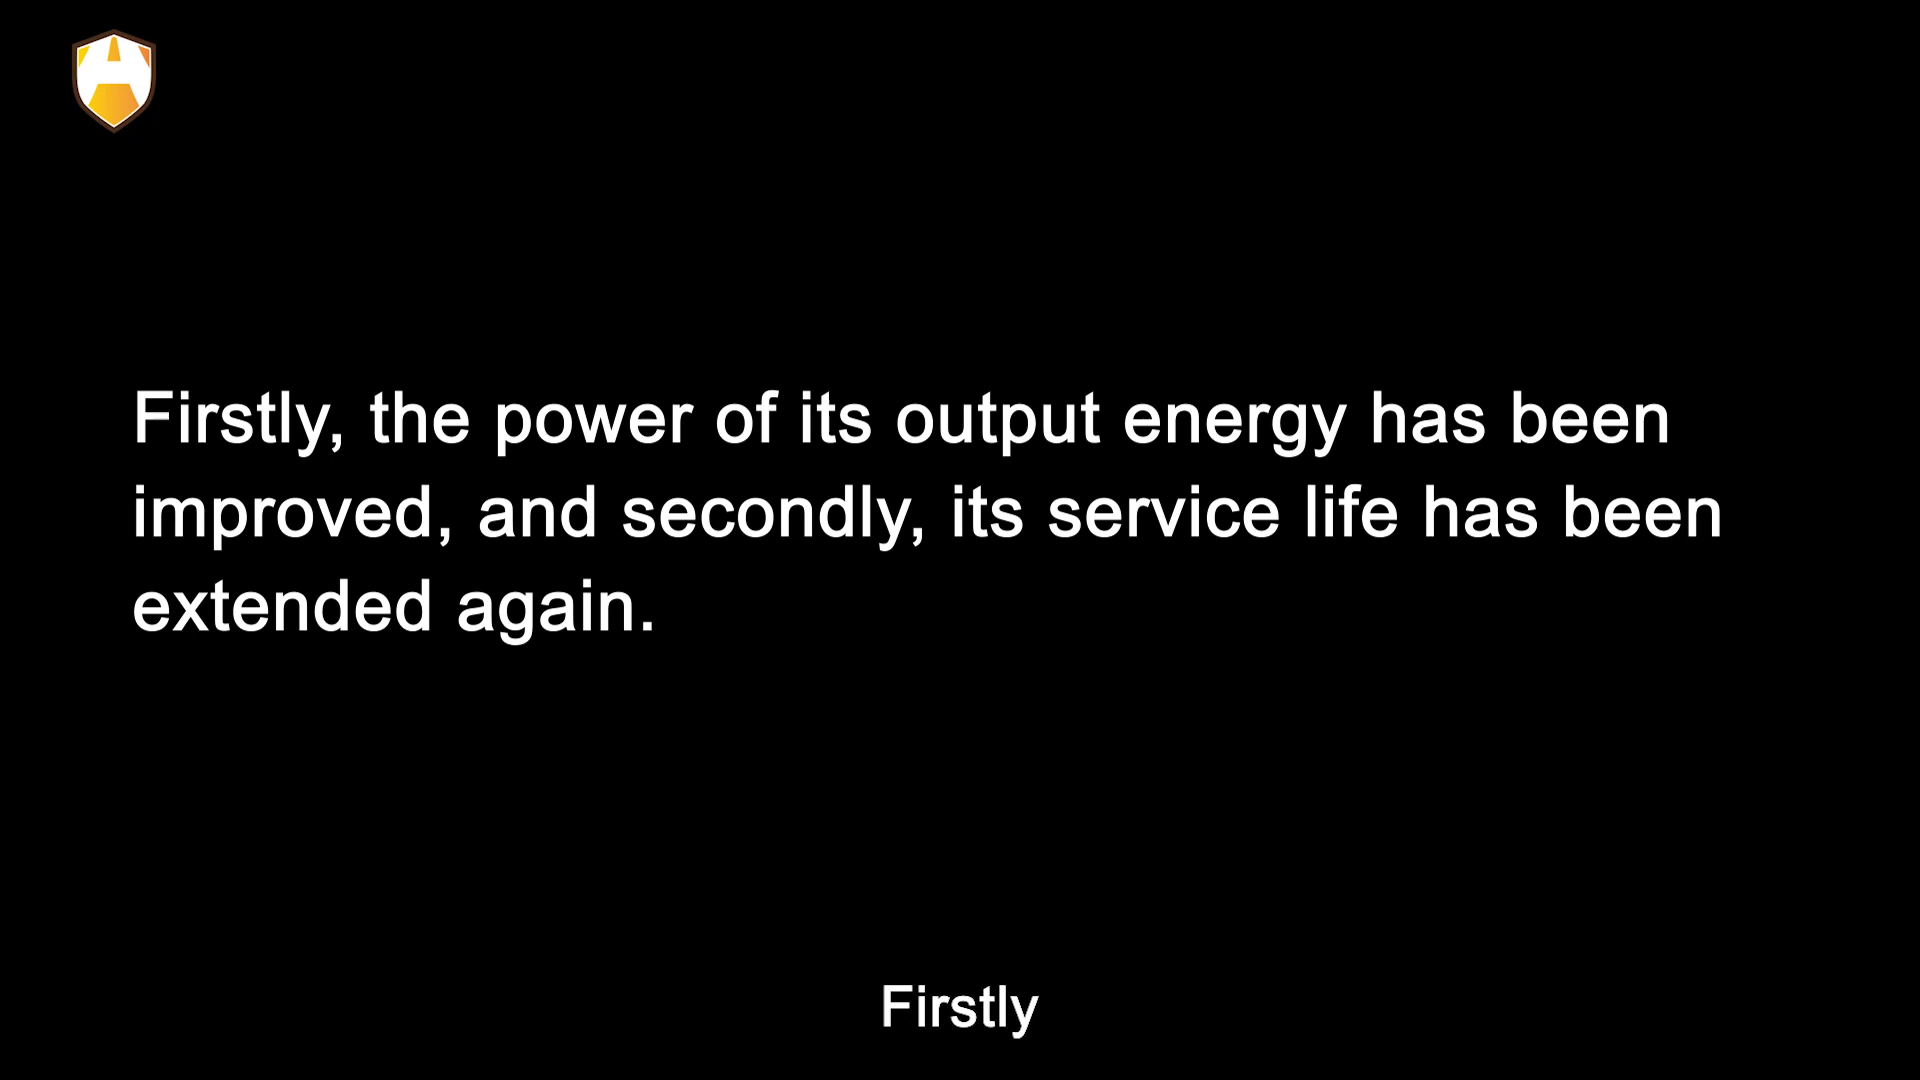 Firstly, the power of its output energy has been
improved, and secondly, its service life has been
extended again.
Firstly